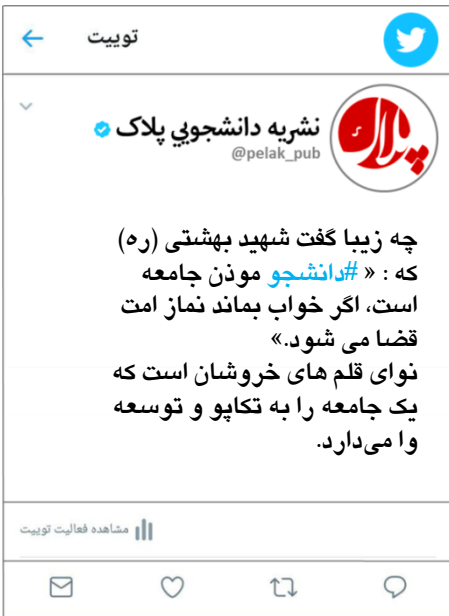 توییت
نشریه دانشجویي پلاک
@pelak_pub
پلاک
چه زیبا گفت شهید بهشتی (ره)
که : « #دانشجو موذن جامعه
است، اگر خواب بماند نماز امت
قضا می شود.»
نوای قلم های خروشان است که
یک جامعه را به تکاپو و توسعه
وا می‌دارد.
مشاهده فعالیت توییت